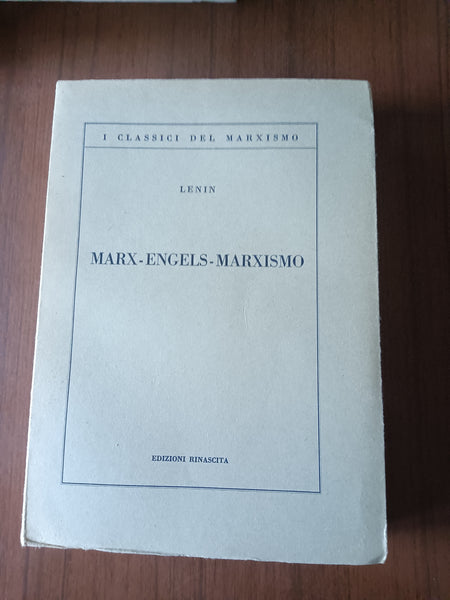 I CLASSICI DEL MARXISMO
LENIN
MARX-ENGELS-MARXISMO
EDIZIONI RINASCITA